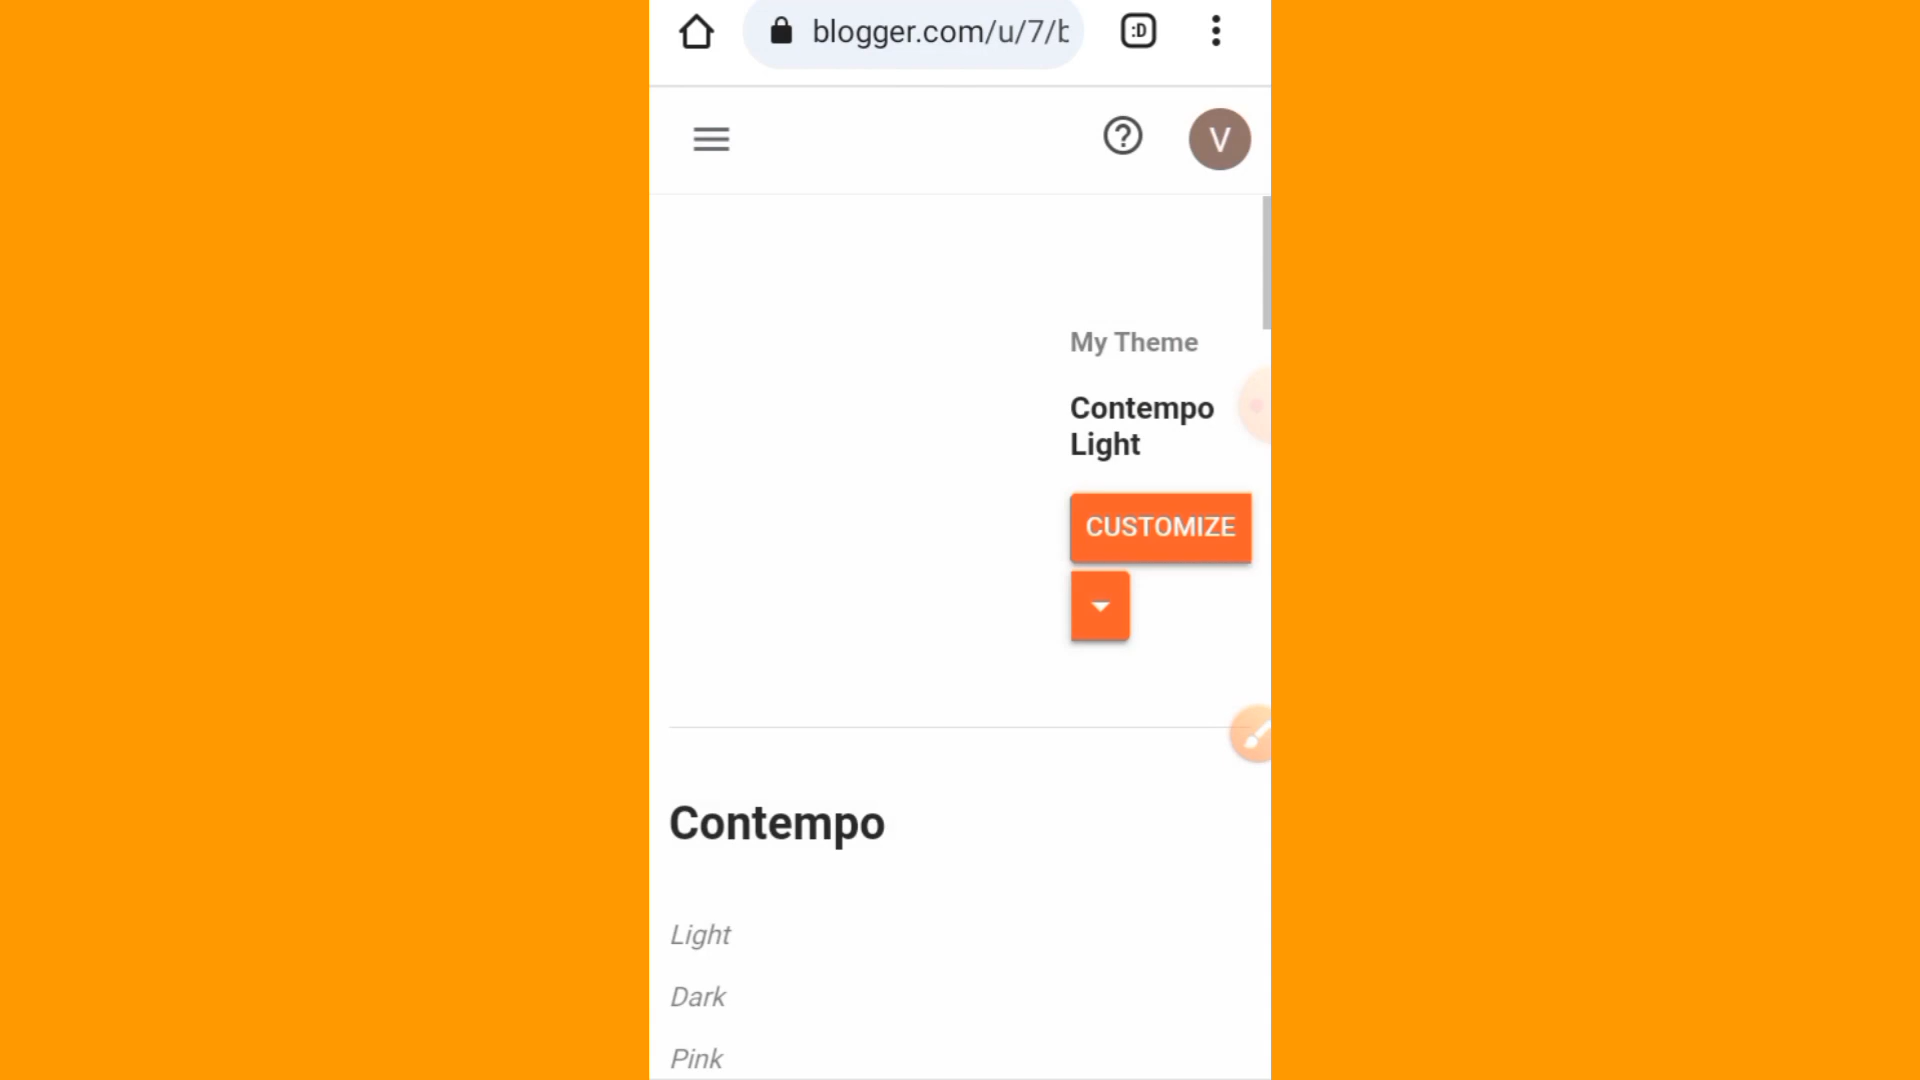 blogger.com/u/7/b
:D
V
My Theme
Contempo
Light
CUSTOMIZE
Contempo
Light
Dark
Pink